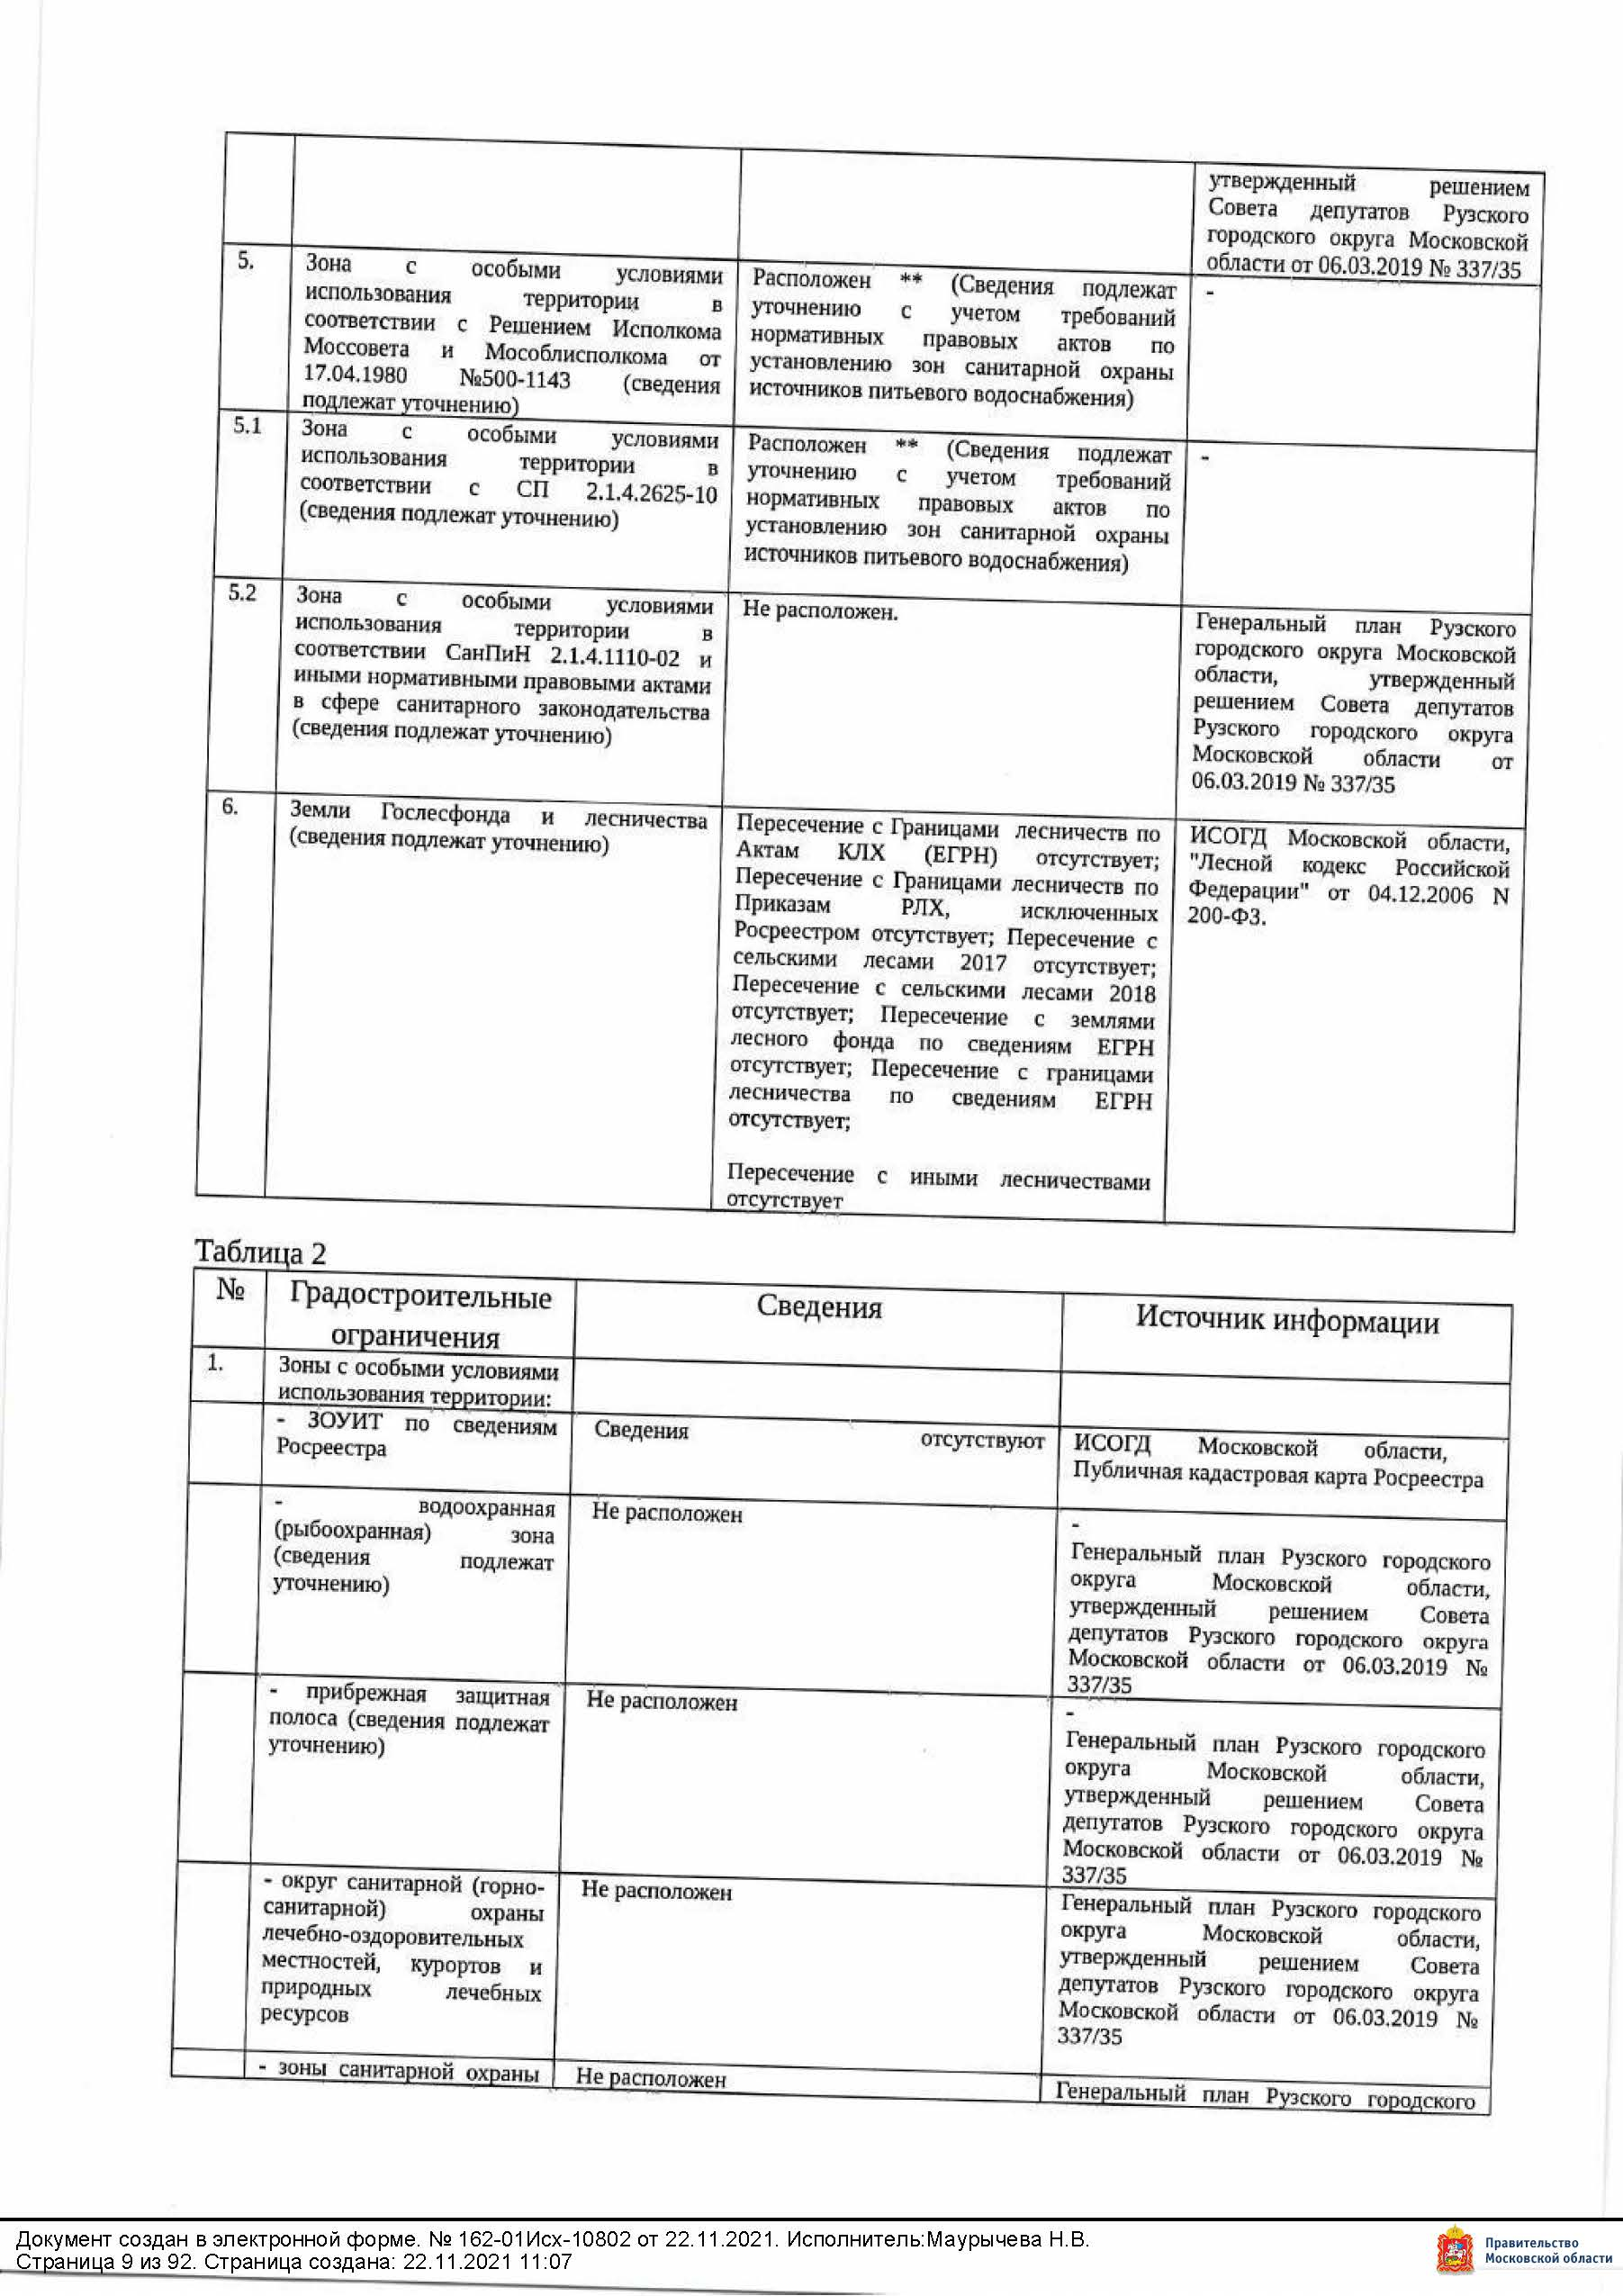 утвержденный решением
Совета депутатов Рузского
городского округа Московской
области от 06.03.2019 № 337/35
5.
Зона с особыми условиями
использования территории в
соответствии с Решением Исполкома
Моссовета и Мособлисполкома от
17.04.1980 №500-1143 (сведения
подлежат уточнению)
Расположен ** (Сведения подлежат
уточнению с учетом требований
нормативных правовых актов по
установлению зон санитарной охраны
источников питьевого водоснабжения)
-
5.1
Зона с особыми условиями
использования территории в
соответствии с СП 2.1.4.2625-10
(сведения подлежат уточнению)
Расположен ** (Сведения подлежат
уточнению с учетом требований
нормативных правовых актов по
установлению зон санитарной охраны
источников питьевого водоснабжения)
-
5.2
Зона с особыми условиями
использования территории в
соответствии СанПиН 2.1.4.1110-02 и
иными нормативными правовыми актами
в сфере санитарного законодательства
(сведения подлежат уточнению)
Не расположен.
Генеральный план Рузского
городского округа Московской
области, утвержденный
решением Совета депутатов
Рузского городского округа
Московской области от
06.03.2019 № 337/35
6.
Земли Гослесфонда и лесничества
(сведения подлежат уточнению)
Пересечение с Границами лесничеств по
Актам КЛХ (ЕГРН) отсутствует;
Пересечение с Границами лесничеств по
Приказам РЛХ, исключенных
Росреестром отсутствует; Пересечение с
сельскими лесами 2017 отсутствует;
Пересечение с сельскими лесами 2018
отсутствует; Пересечение с землями
лесного фонда по сведениям ЕГРН
отсутствует; Пересечение с границами
лесничества по сведениям ЕГРН
отсутствует;
Пересечение с иными лесничествами
отсутствует
ИСОГД Московской области,
"Лесной кодекс Российской
Федерации" от 04.12.2006 N
200-ФЗ.
Таблица 2
№
Градостроительные
ограничения
Сведения
Источник информации
1.
Зоны с особыми условиями
использования территории:
- ЗОУИТ по сведениям
Росреестра
Сведения отсутствуют
ИСОГД Московской области,
Публичная кадастровая карта Росреестра
- водоохранная
(рыбоохранная) зона
(сведения подлежат
уточнению)
Не расположен
-
Генеральный план Рузского городского
округа Московской области,
утвержденный решением Совета
депутатов Рузского городского округа
Московской области от 06.03.2019 №
337/35
- прибрежная защитная
полоса (сведения подлежат
уточнению)
Не расположен
-
Генеральный план Рузского городского
округа Московской области,
утвержденный решением Совета
депутатов Рузского городского округа
Московской области от 06.03.2019 №
337/35
- округ санитарной (горно-
санитарной) охраны
лечебно-оздоровительных
местностей, курортов и
природных лечебных
ресурсов
Не расположен
Генеральный план Рузского городского
округа Московской области,
утвержденный решением Совета
депутатов Рузского городского округа
Московской области от 06.03.2019 №
337/35
- зоны санитарной охраны
Не расположен
Генеральный план Рузского городского
Документ создан в электронной форме. № 162-01Исх-10802 от 22.11.2021. Исполнитель:Маурычева Н.В.
Страница 9 из 92. Страница создана: 22.11.2021 11:07
Правительство
Московской области